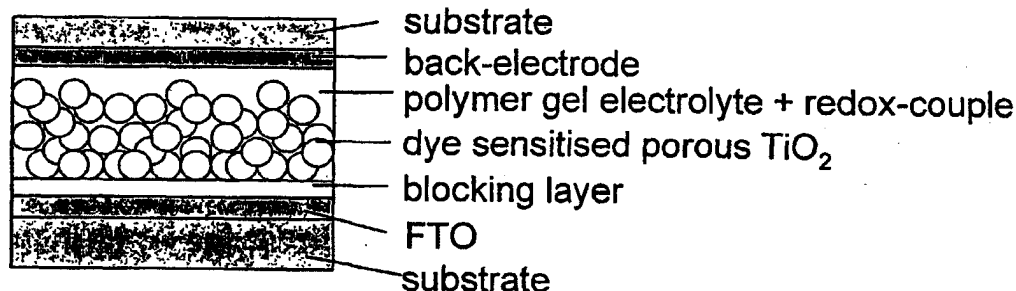 substrate
back-electrode
polymer gel electrolyte + redox-couple
dye sensitised porous TiO₂
blocking layer
FTO
substrate